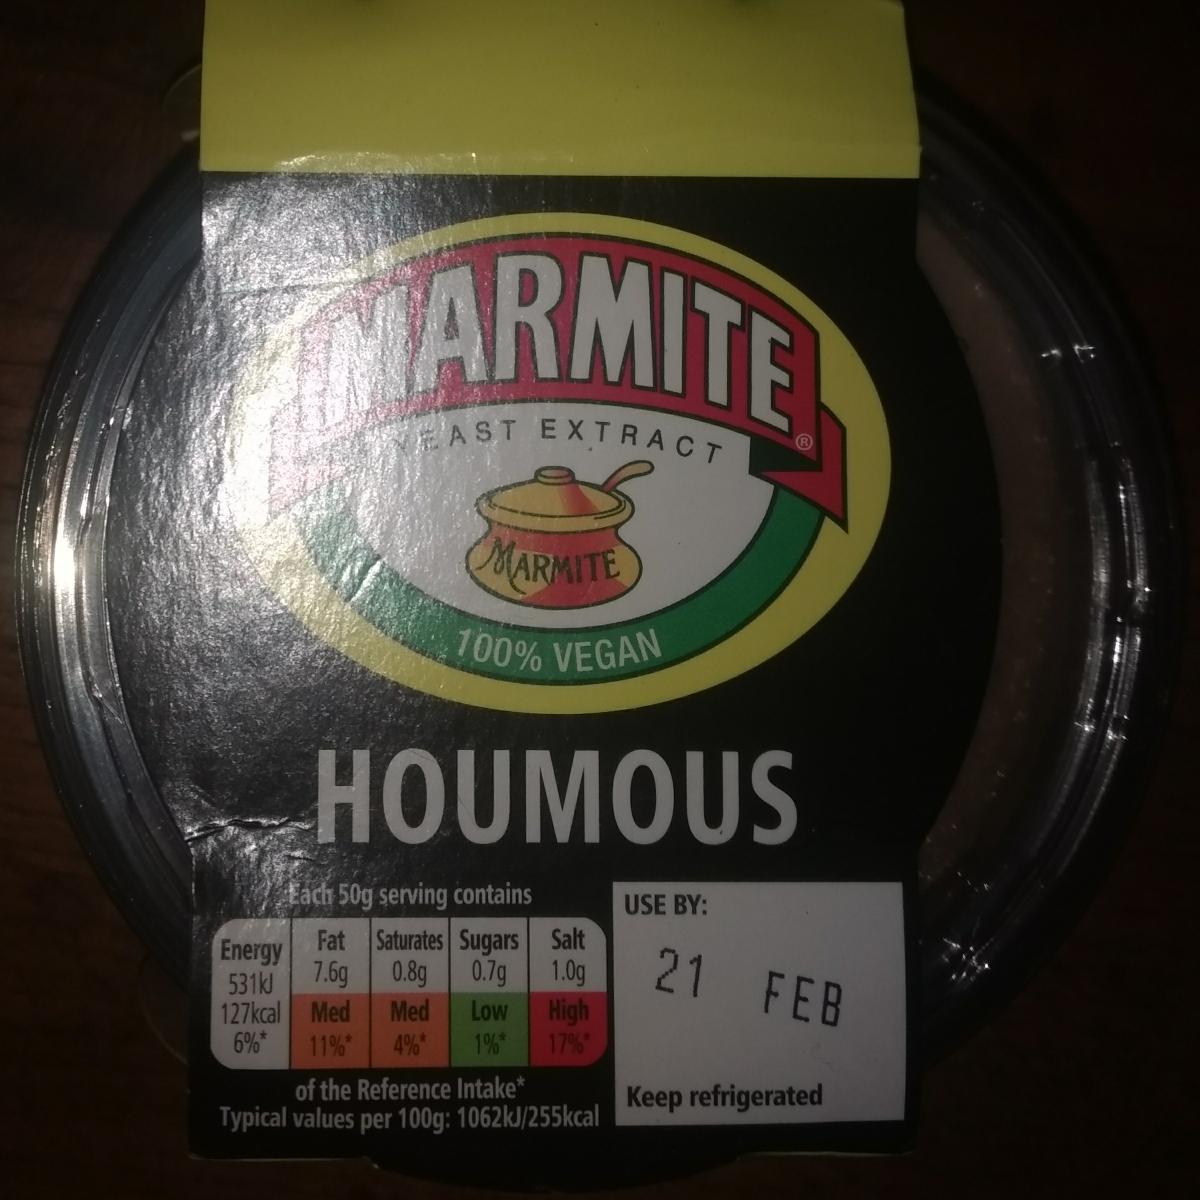 MARMITE®
YEAST EXTRACT
MARMITE
100% VEGAN
HOUMOUS
Each 50g serving contains
Energy 531kJ 127kcal 6%*
Fat 7.6g Med 11%*
Saturates 0.8g Med 4%*
Sugars 0.7g Low 1%*
Salt 1.0g High 17%*
of the Reference Intake*
Typical values per 100g: 1062kJ/255kcal
USE BY:
21 FEB
Keep refrigerated